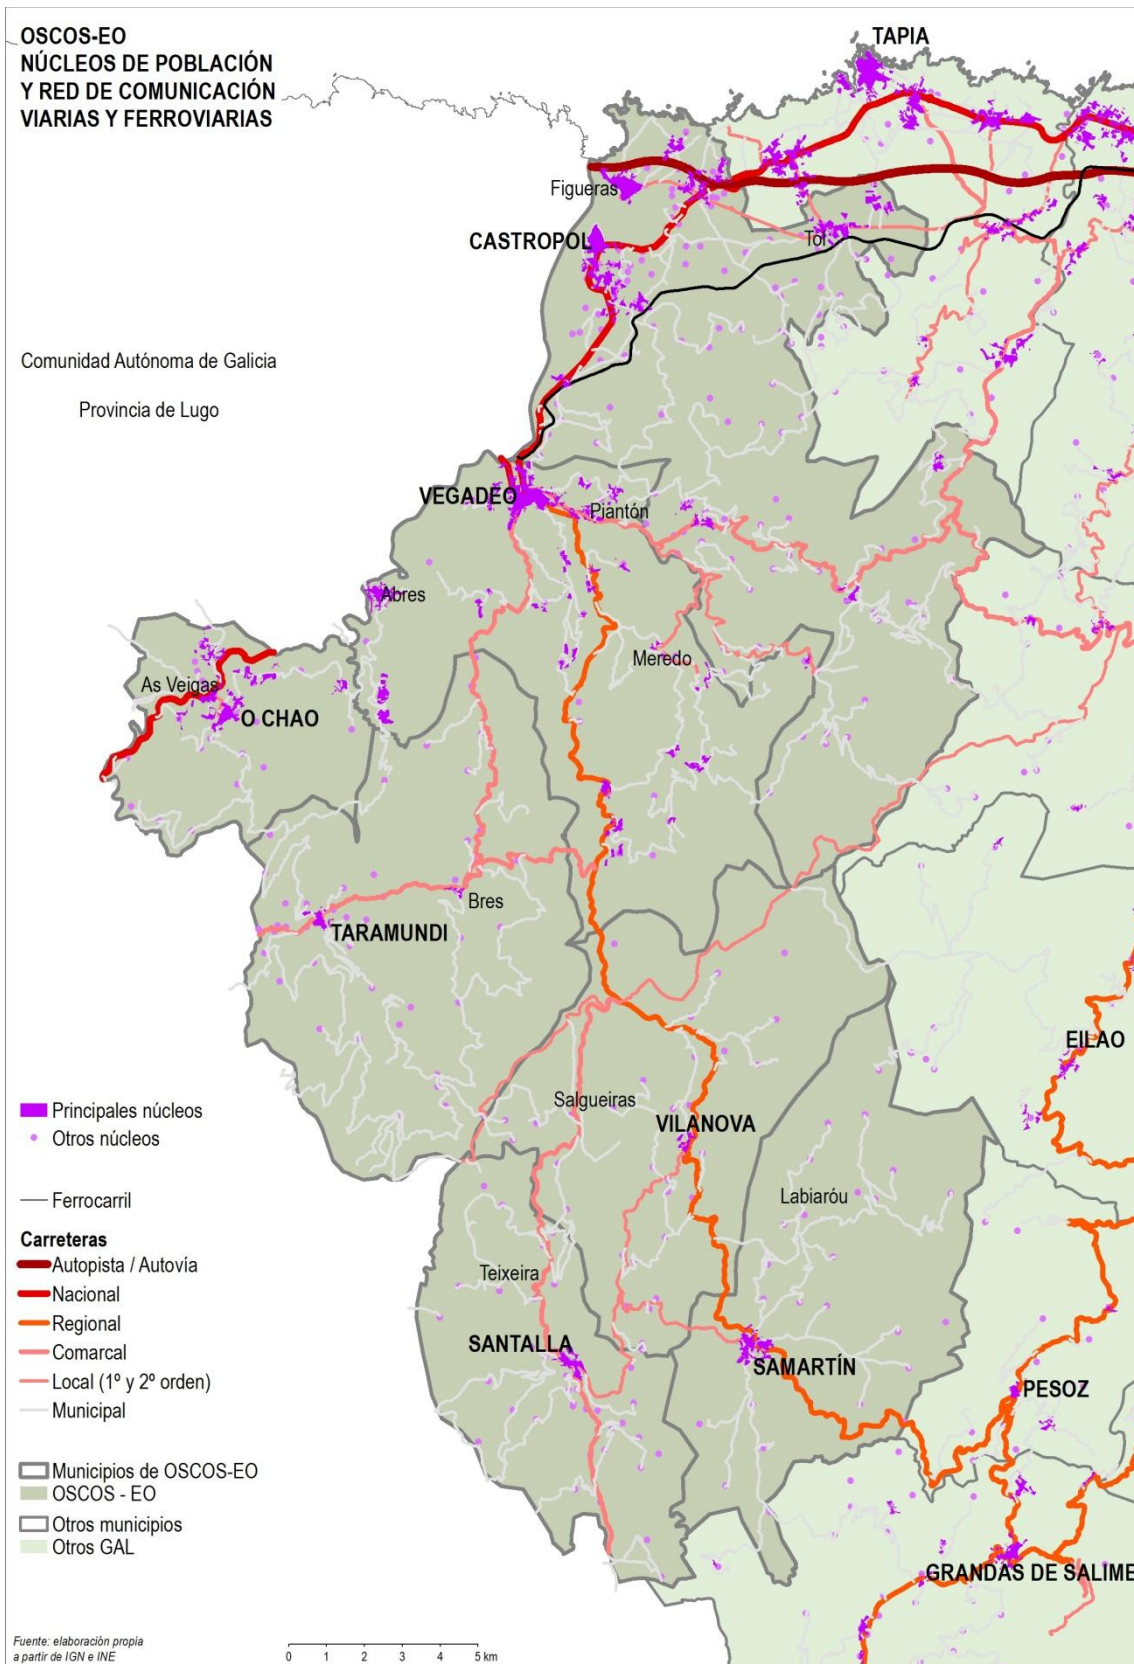 OSCOS-EO
NÚCLEOS DE POBLACIÓN
Y RED DE COMUNICACIÓN
VIARIAS Y FERROVIARIAS
TAPIA
Figueras
CASTROPOL
Tol
Comunidad Autónoma de Galicia
Provincia de Lugo
VEGADEO
Piantón
Abres
Meredo
As Veigas
O CHAO
Bres
TARAMUNDI
EILAO
Salgueiras
VILANOVA
Labiaróu
Teixeira
SANTALLA
SAMARTÍN
PESOZ
GRANDAS DE SALIME
Principales núcleos
Otros núcleos
Ferrocarril
Carreteras
Autopista / Autovía
Nacional
Regional
Comarcal
Local (1º y 2º orden)
Municipal
Municipios de OSCOS-EO
OSCOS - EO
Otros municipios
Otros GAL
Fuente: elaboración propia
a partir de IGN e INE
0 1 2 3 4 5 km